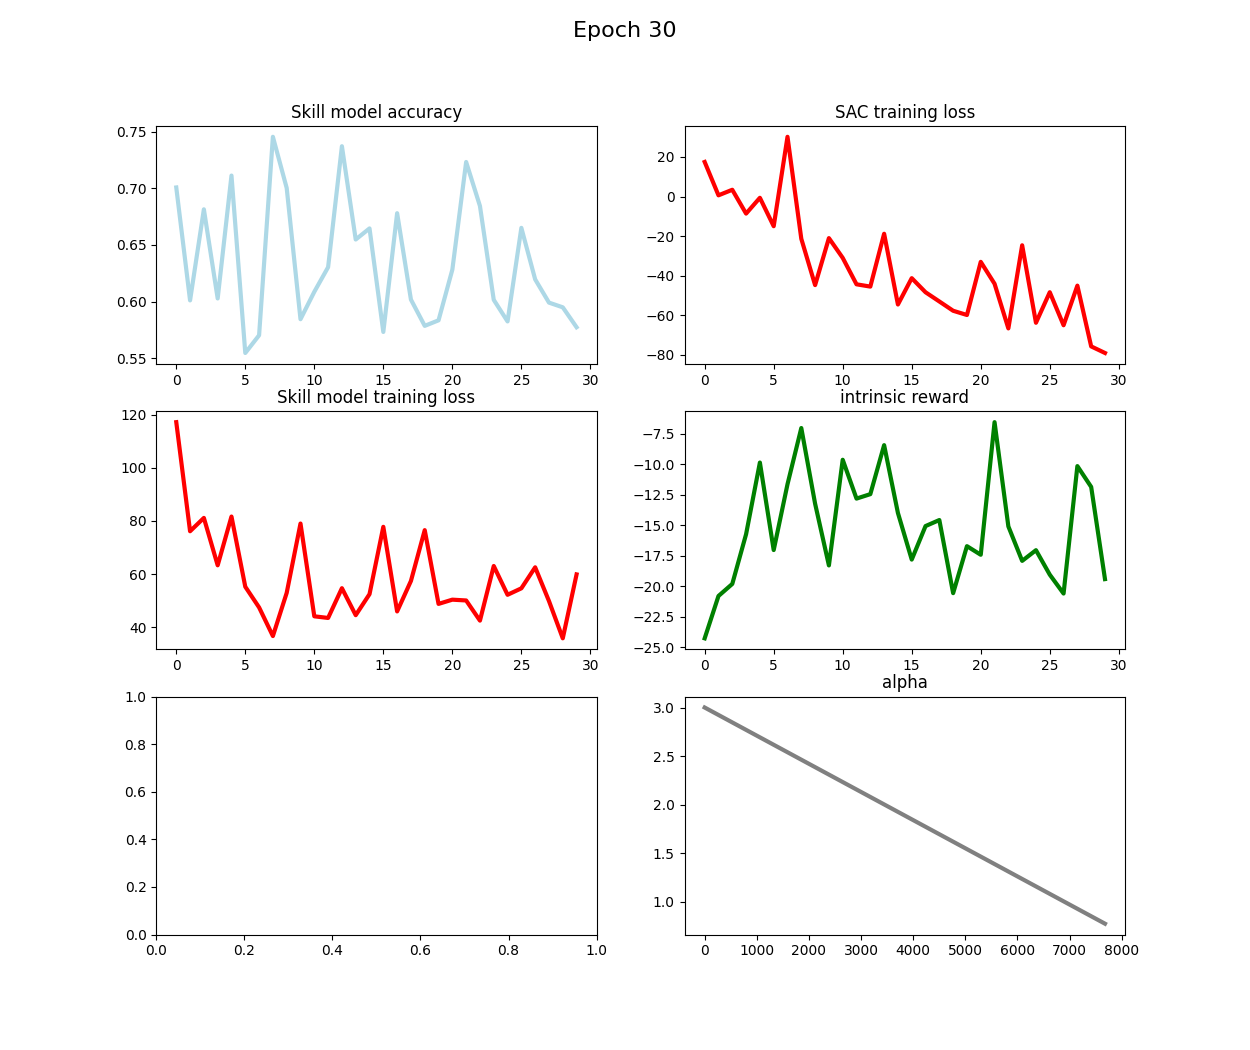 Epoch 30
Skill model accuracy
0.75
0.70
0.65
0.60
0.55
0 5 10 15 20 25 30
SAC training loss
20
0
−20
−40
−60
−80
0 5 10 15 20 25 30
Skill model training loss
120
100
80
60
40
0 5 10 15 20 25 30
intrinsic reward
−7.5
−10.0
−12.5
−15.0
−17.5
−20.0
−22.5
−25.0
0 5 10 15 20 25 30
1.0
0.8
0.6
0.4
0.2
0.0
0.0 0.2 0.4 0.6 0.8 1.0
alpha
3.0
2.5
2.0
1.5
1.0
0 1000 2000 3000 4000 5000 6000 7000 8000